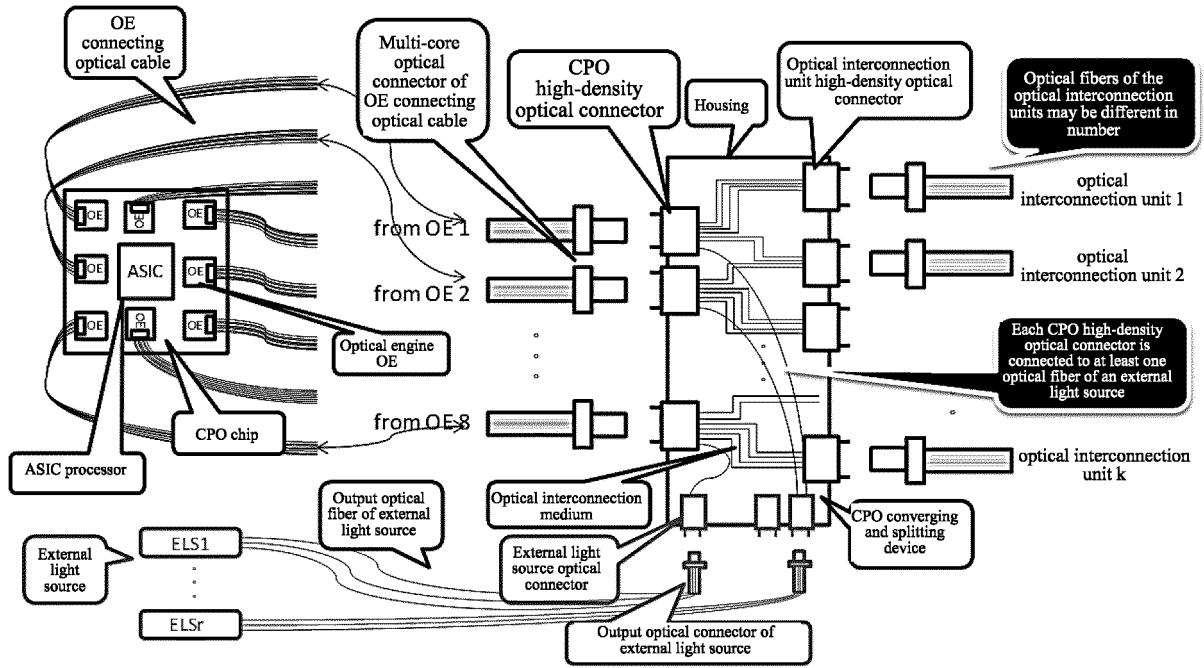 OE
connecting
optical cable
Multi-core
optical
connector of
OE connecting
optical cable
CPO
high-density
optical connector
Housing
Optical interconnection
unit high-density optical
connector
Optical fibers of the
optical interconnection
units may be different in
number
OE
OE
OE
ASIC
OE
OE
OE
OE
OE
from OE 1
from OE 2
from OE 8
optical
interconnection unit 1
optical
interconnection unit 2
Each CPO high-density
optical connector is
connected to at least one
optical fiber of an external
light source
optical interconnection
unit k
Optical engine
OE
CPO chip
ASIC processor
Output optical
fiber of external
light source
Optical interconnection
medium
CPO converging
and splitting
device
External
light
source
ELS1
ELSr
External light
source optical
connector
Output optical connector of
external light source